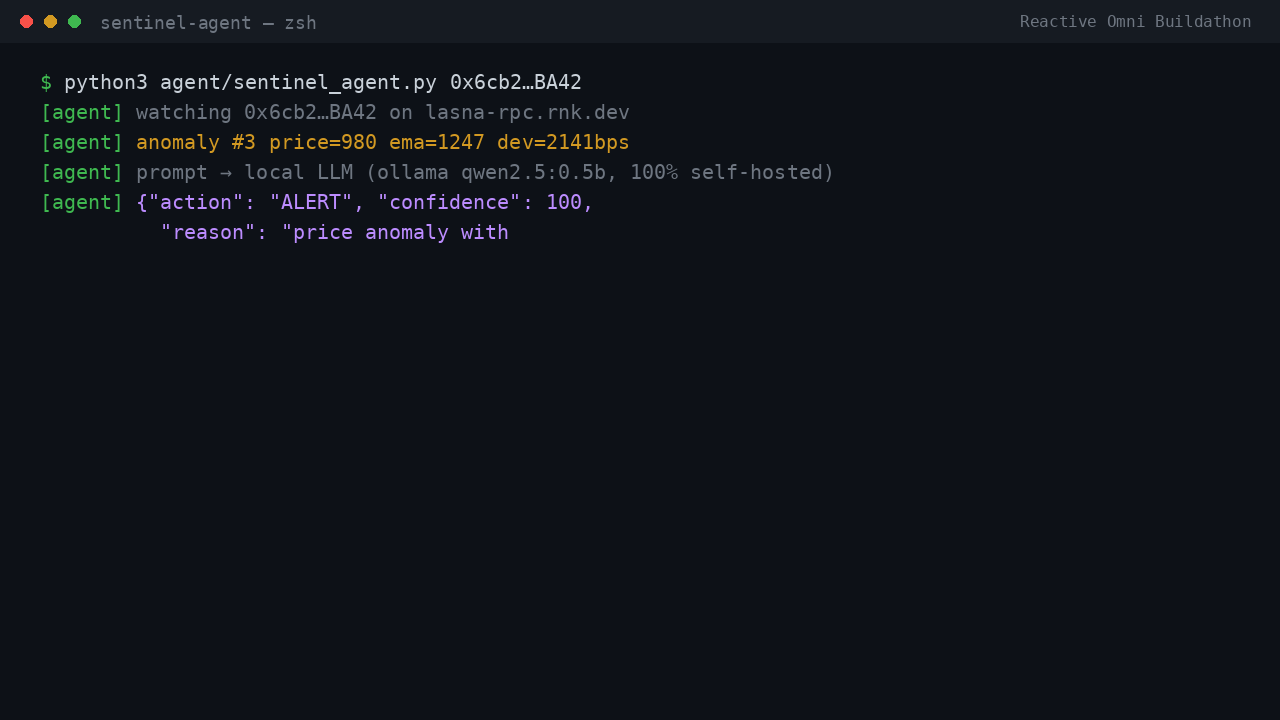 sentinel-agent — zsh
Reactive Omni Buildathon
$ python3 agent/sentinel_agent.py 0x6cb2…BA42
[agent] watching 0x6cb2…BA42 on lasna-rpc.rnk.dev
[agent] anomaly #3 price=980 ema=1247 dev=2141bps
[agent] prompt → local LLM (ollama qwen2.5:0.5b, 100% self-hosted)
[agent] {"action": "ALERT", "confidence": 100,
"reason": "price anomaly with